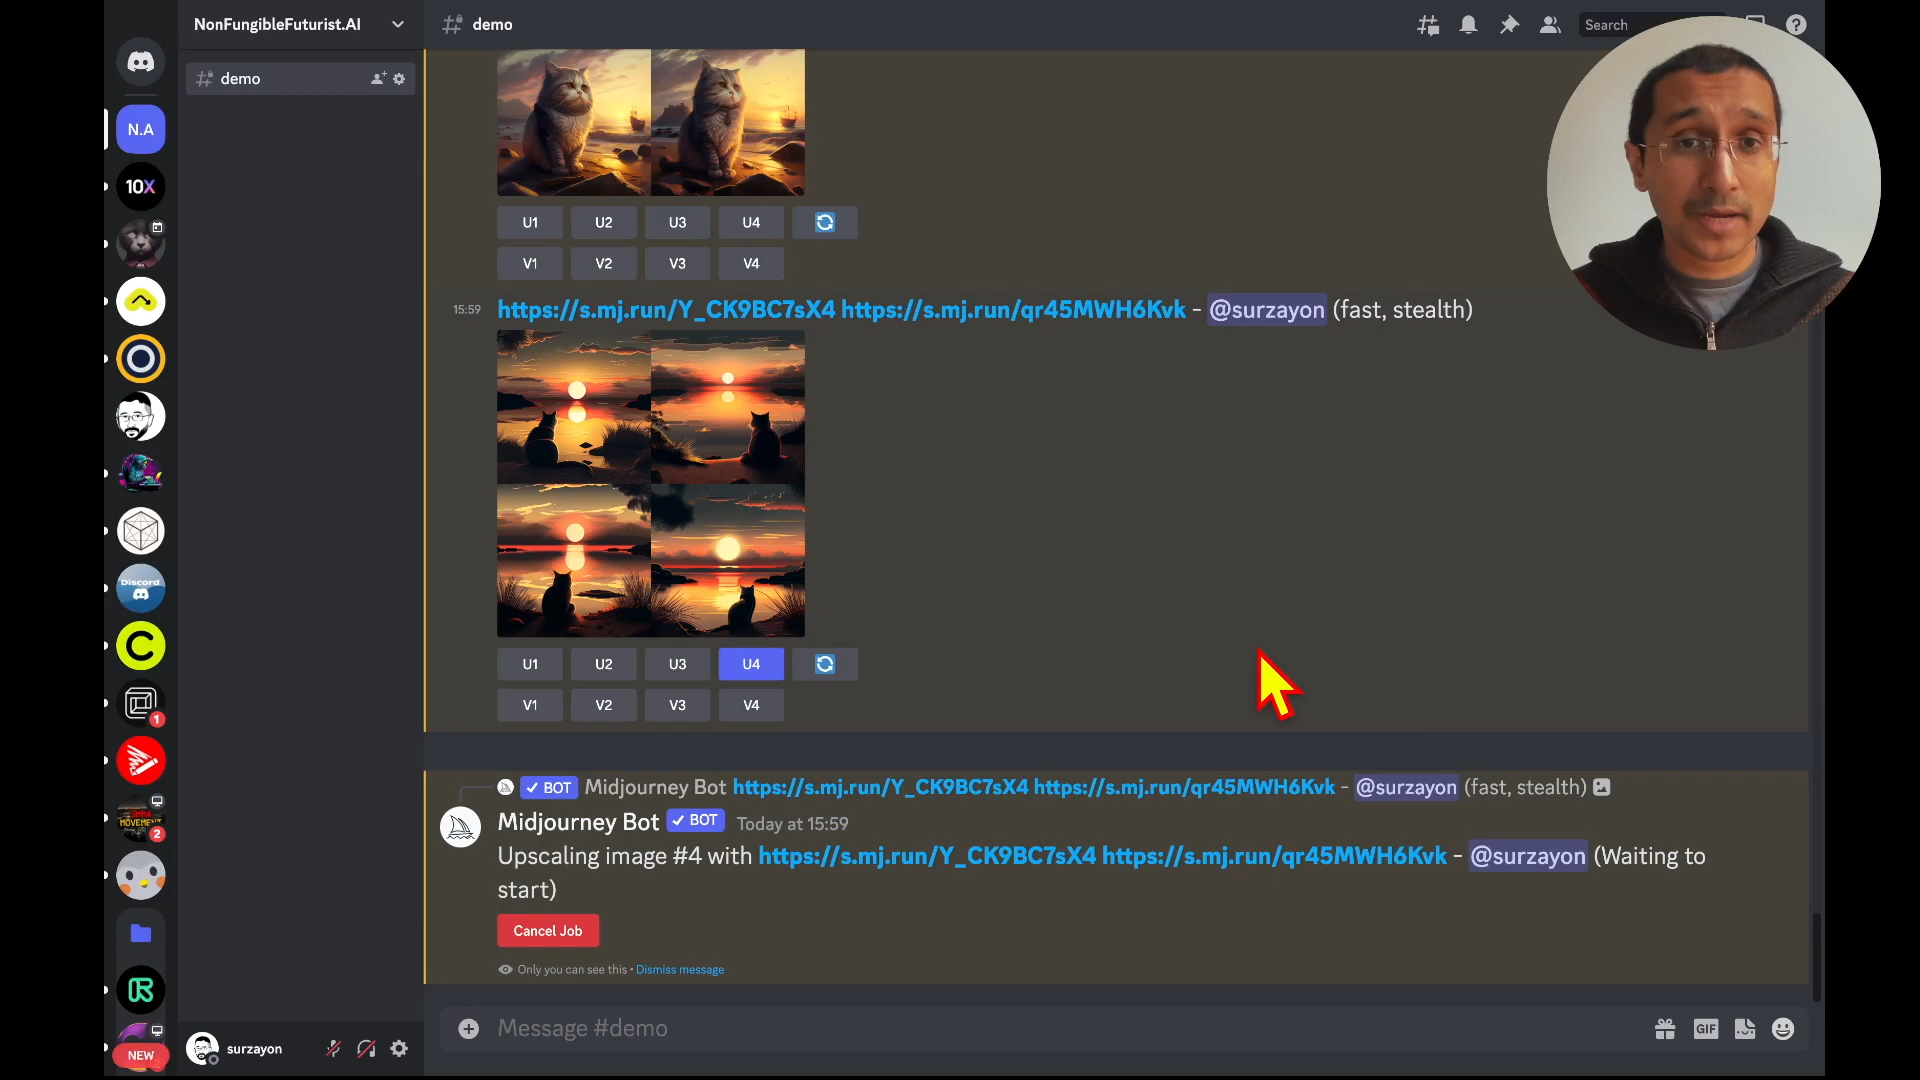 NonFungibleFuturist.AI
demo
Search
demo
N.A
10X
U1 U2 U3 U4
V1 V2 V3 V4
15:59 https://s.mj.run/Y_CK9BC7sX4 https://s.mj.run/qr45MWH6Kvk - @surzayon (fast, stealth)
Discord
C
U1 U2 U3 U4
V1 V2 V3 V4
1
BOT Midjourney Bot https://s.mj.run/Y_CK9BC7sX4 https://s.mj.run/qr45MWH6Kvk - @surzayon (fast, stealth)
Midjourney Bot BOT Today at 15:59
MOVEMENT
2
Upscaling image #4 with https://s.mj.run/Y_CK9BC7sX4 https://s.mj.run/qr45MWH6Kvk - @surzayon (Waiting to
start)
Cancel Job
Only you can see this • Dismiss message
Message #demo
GIF
surzayon
NEW